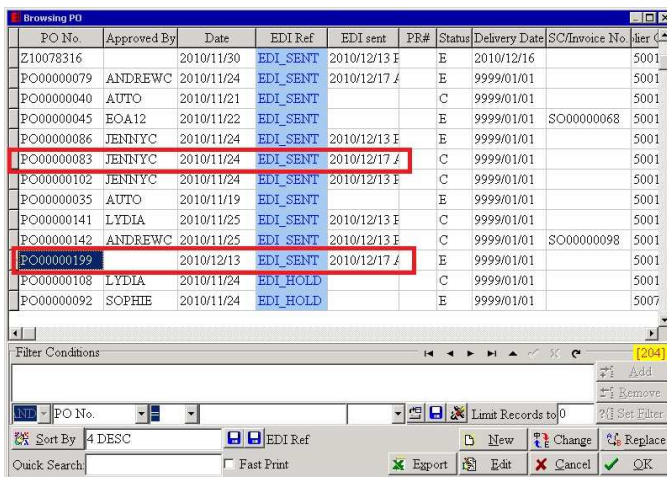 Browsing PO
PO No. Approved By Date EDI Ref EDI sent PR# Status Delivery Date SC/Invoice No.
Z10078316 2010/11/30 EDI_SENT 2010/12/13 E 2010/12/16 5001
PO00000079 ANDREWC 2010/11/24 EDI_SENT 2010/12/17 E 9999/01/01 5001
PO00000040 AUTO 2010/11/21 EDI_SENT C 9999/01/01 5001
PO00000045 EOA12 2010/11/22 EDI_SENT E 9999/01/01 SO00000068 5001
PO00000086 JENNYC 2010/11/24 EDI_SENT 2010/12/13 E 9999/01/01 5001
PO00000083 JENNYC 2010/11/24 EDI_SENT 2010/12/17 C 9999/01/01 5001
PO00000102 JENNYC 2010/11/24 EDI_SENT 2010/12/13 C 9999/01/01 5001
PO00000035 AUTO 2010/11/19 EDI_SENT E 9999/01/01 5001
PO00000141 LYDIA 2010/11/25 EDI_SENT 2010/12/13 C 9999/01/01 5001
PO00000142 ANDREWC 2010/11/25 EDI_SENT 2010/12/13 C 9999/01/01 SO00000098 5001
PO00000199 2010/12/13 EDI_SENT 2010/12/17 E 9999/01/01 5001
PO00000108 LYDIA 2010/11/24 EDI_HOLD C 9999/01/01 5001
PO00000092 SOPHIE 2010/11/24 EDI_HOLD E 9999/01/01 5007
Filter Conditions [204]
Add
Remove
AND PO No. = Limit Records to 0 Set Filter
Sort By 4 DESC EDI Ref New Change Replace
Quick Search: Fast Print Export Edit Cancel OK